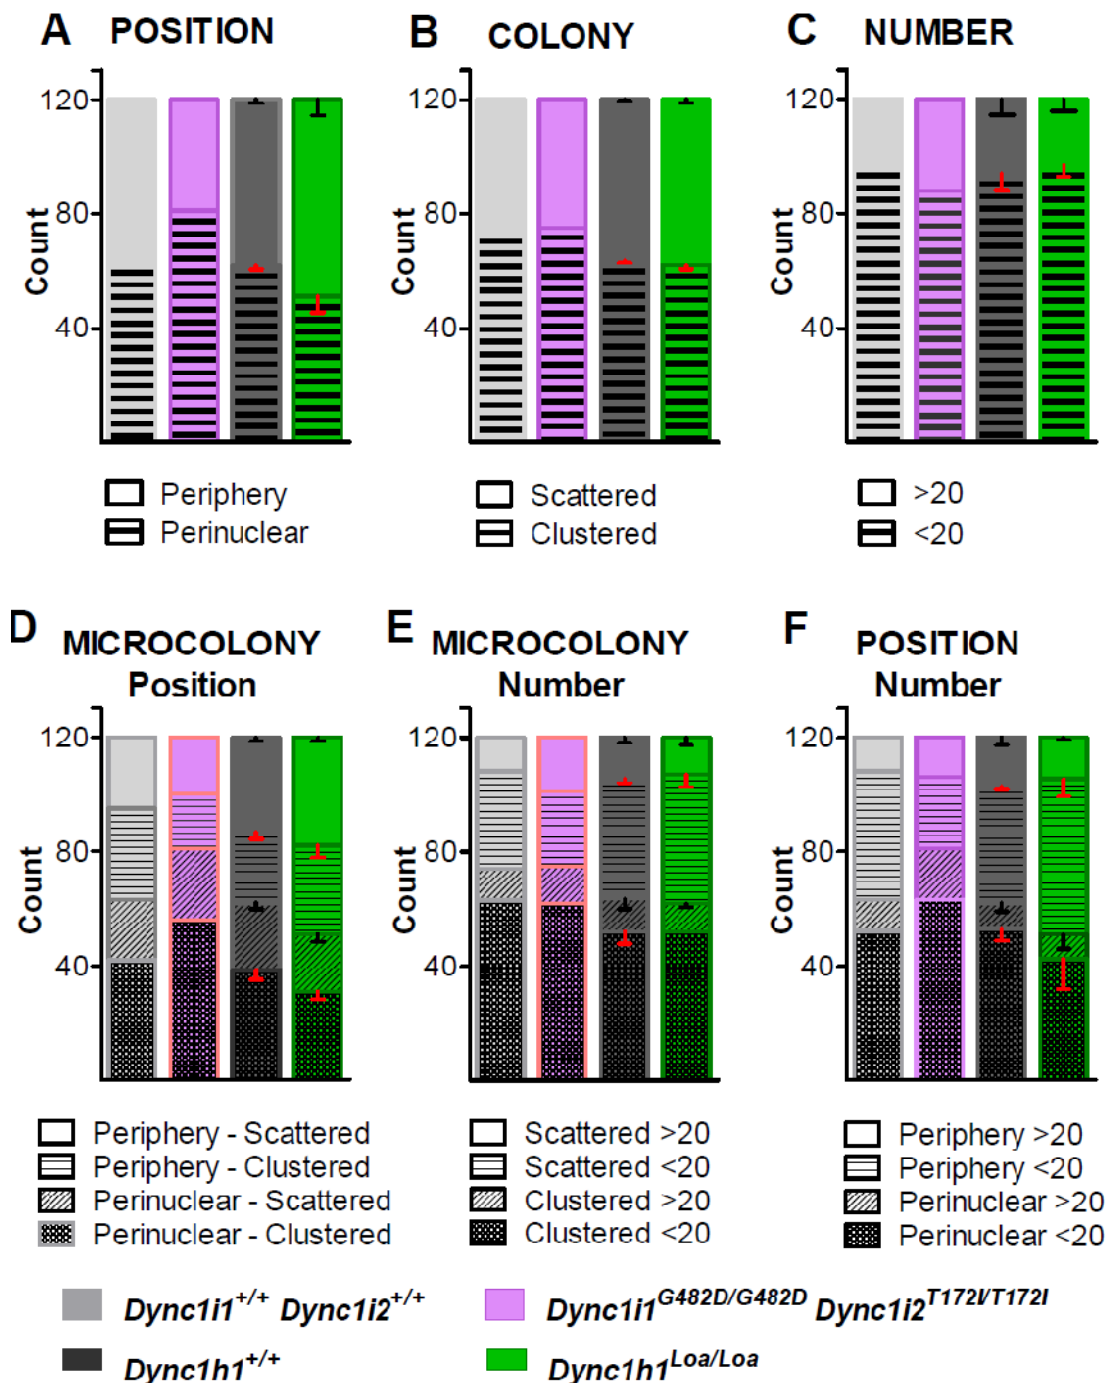 A POSITION
B COLONY
C NUMBER
120
80
40
Count
120
80
40
Count
120
80
40
Count
Periphery
Perinuclear
Scattered
Clustered
>20
<20
D MICROCOLONY
Position
E MICROCOLONY
Number
F POSITION
Number
120
80
40
Count
120
80
40
Count
120
80
40
Count
Periphery - Scattered
Periphery - Clustered
Perinuclear - Scattered
Perinuclear - Clustered
Scattered >20
Scattered <20
Clustered >20
Clustered <20
Periphery >20
Periphery <20
Perinuclear >20
Perinuclear <20
Dync1i1+/+ Dync1i2+/+
Dync1i1G482D/G482D Dync1i2T172I/T172I
Dync1h1+/+
Dync1h1Loa/Loa